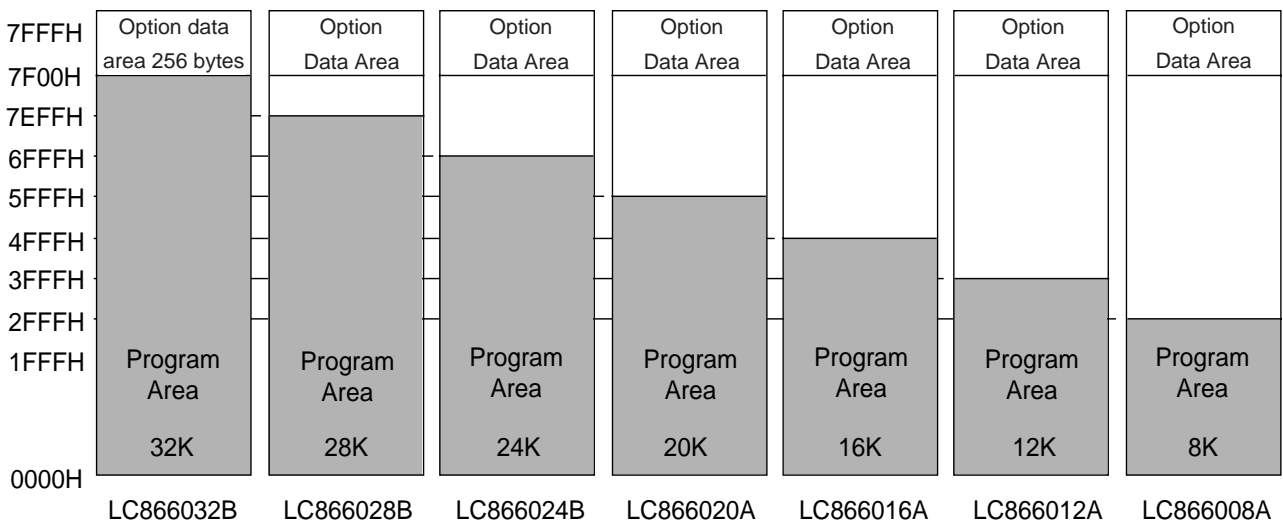 7FFFH
7F00H
7EFFH
6FFFH
5FFFH
4FFFH
3FFFH
2FFFH
1FFFH
0000H
Option data
area 256 bytes
Program
Area
32K
LC866032B
Option
Data Area
Program
Area
28K
LC866028B
Option
Data Area
Program
Area
24K
LC866024B
Option
Data Area
Program
Area
20K
LC866020A
Option
Data Area
Program
Area
16K
LC866016A
Option
Data Area
Program
Area
12K
LC866012A
Option
Data Area
Program
Area
8K
LC866008A